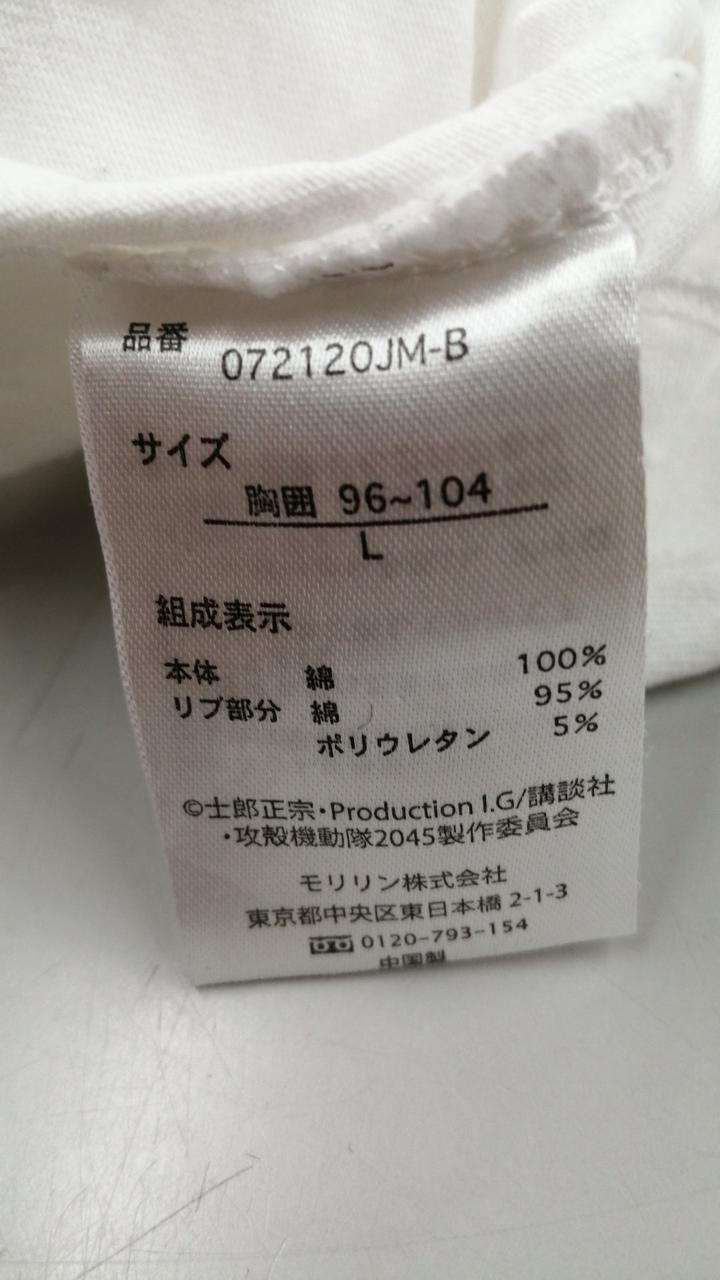 品番 072120JM-B
サイズ
胸囲 96~104
L
組成表示
本体 綿 100%
リブ部分 綿 95%
ポリウレタン 5%
©士郎正宗・Production I.G/講談社
・攻殻機動隊2045製作委員会
モリリン株式会社
東京都中央区東日本橋 2-1-3
0120-793-154
中国製